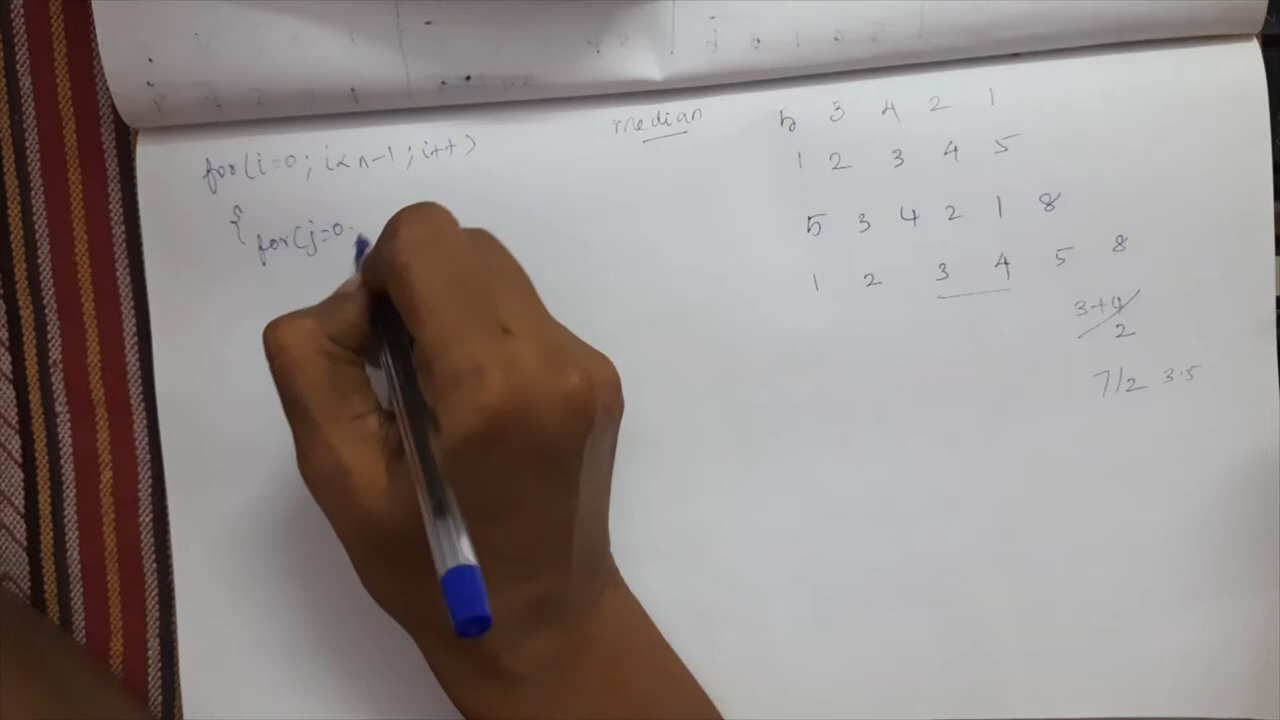 median
5 3 4 2 1
1 2 3 4 5
5 3 4 2 1 8
1 2 3 4 5 8
3+4/2
7/2 3.5
for(i=0; i<n-1; i++)
{
for(j=0;